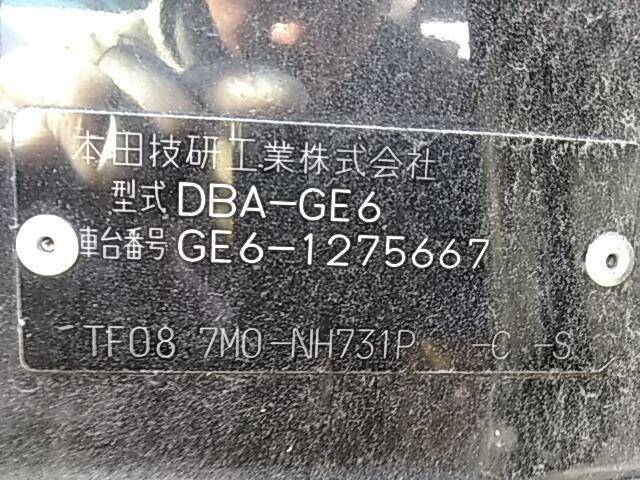 本田技研工業株式会社
型式 DBA-GE6
車台番号 GE6-1275667
TF08 7M0-NH731P -C -S